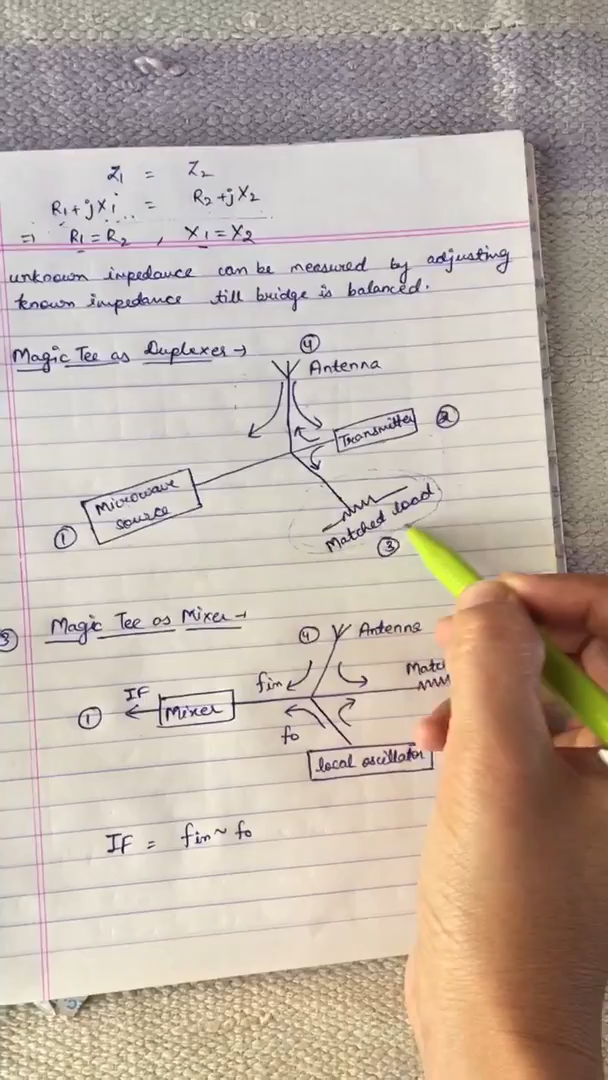 Z1 = Z2
R1 + jX1 = R2 + jX2
⇒ R1 = R2 , X1 = X2
unknown impedance can be measured by adjusting
known impedance till bridge is balanced.
Magic Tee as Duplexer →
④
Antenna
Transmitter ②
Microwave
source
①
Matched load
③
③ Magic Tee as Mixer →
④ Antenna
fin
Matc
IF
① Mixer
fo
local oscillator
IF = fin ~ fo